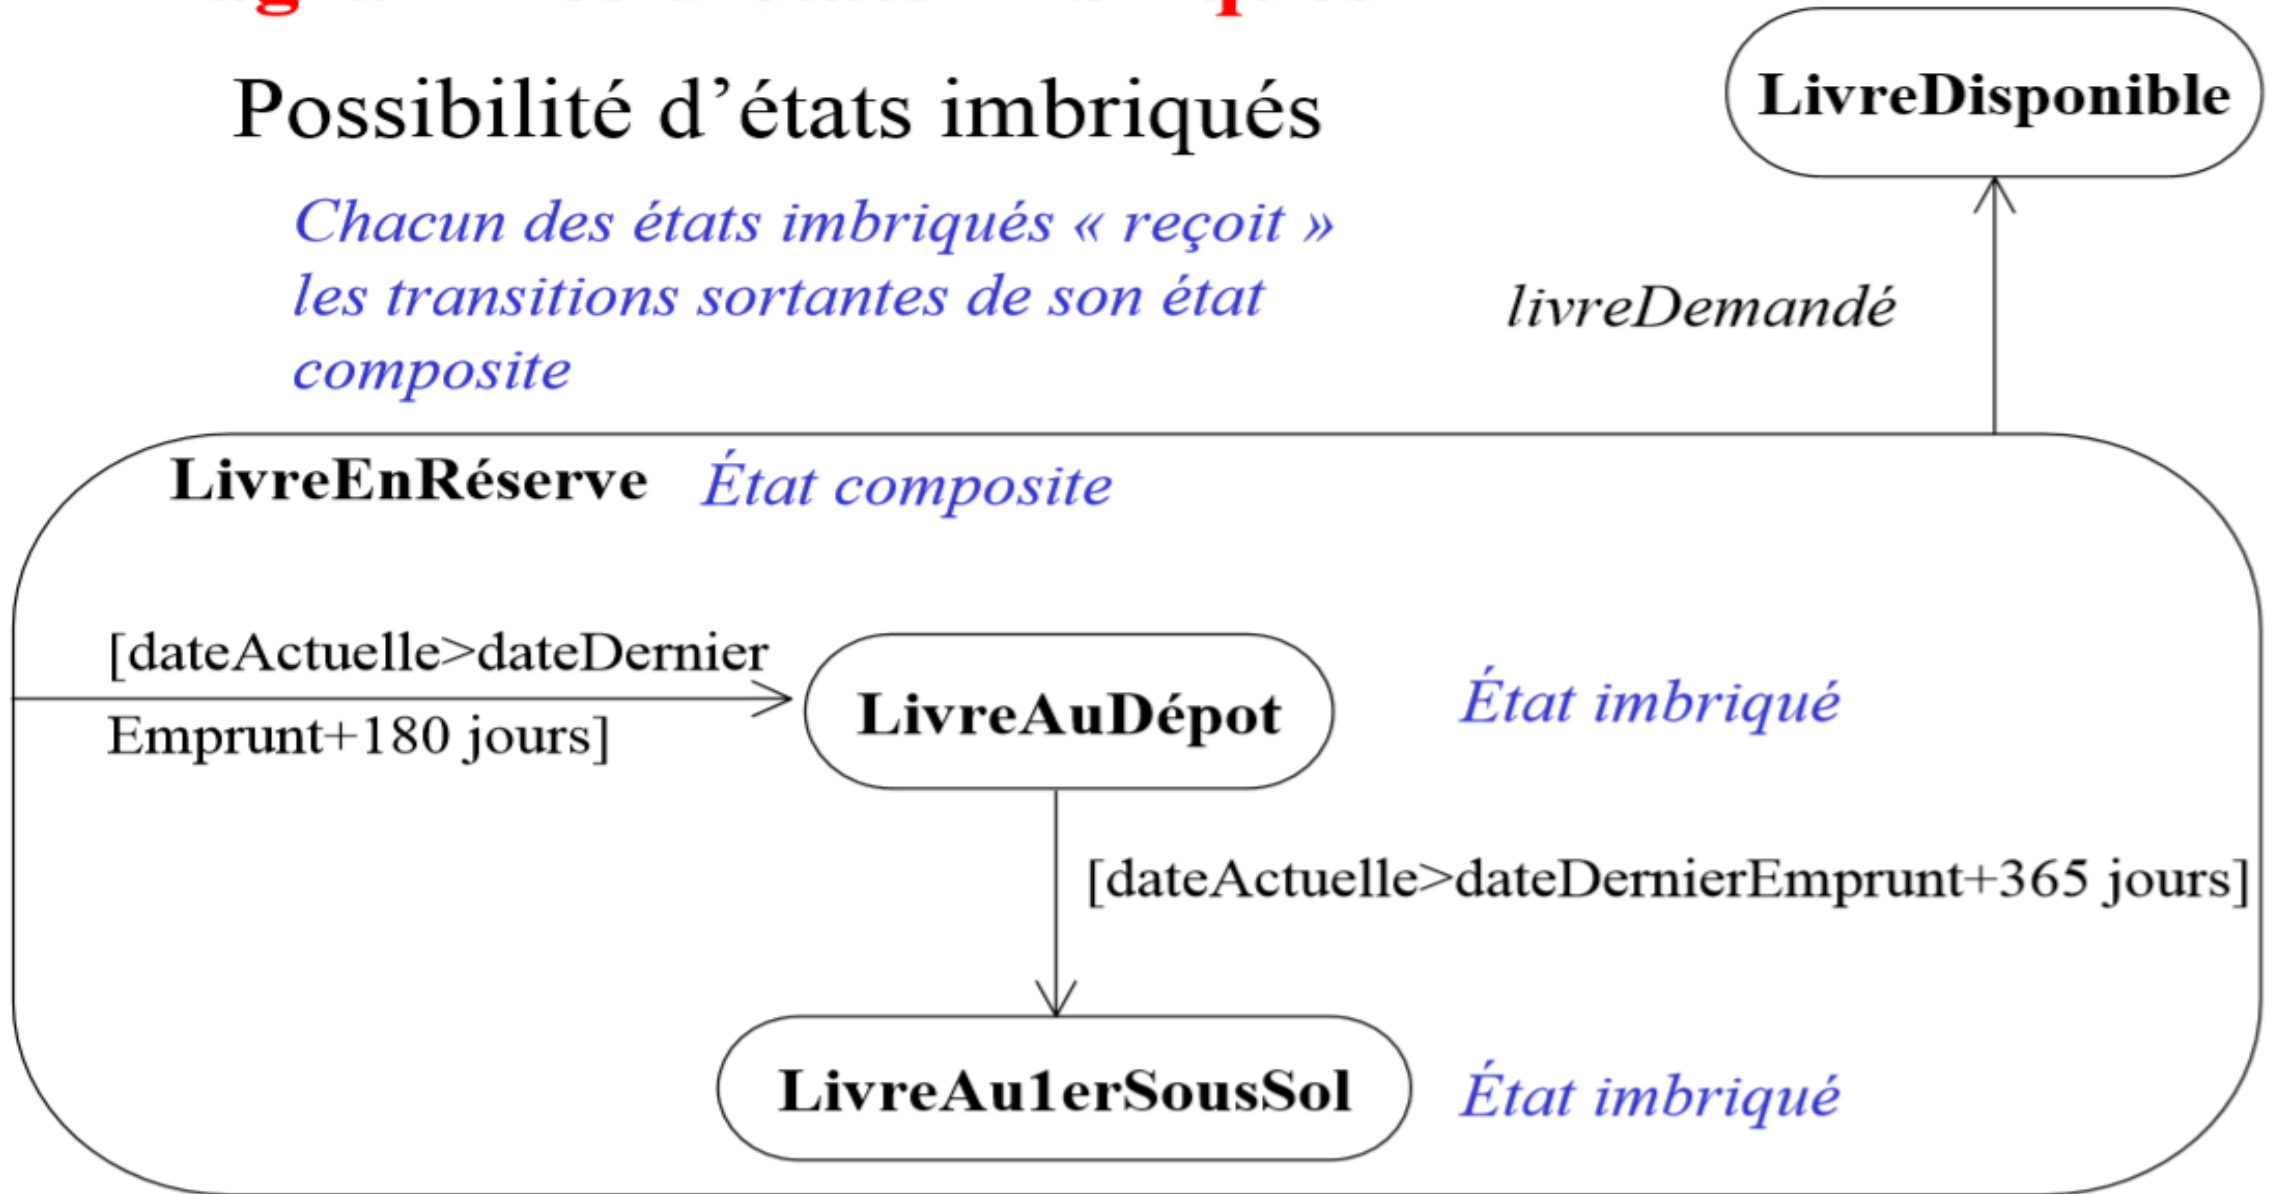 Possibilité d’états imbriqués
LivreDisponible
Chacun des états imbriqués « reçoit »
les transitions sortantes de son état
composite
livreDemandé
LivreEnRéserve État composite
[dateActuelle>dateDernier
Emprunt+180 jours]
LivreAuDépot
État imbriqué
[dateActuelle>dateDernierEmprunt+365 jours]
LivreAu1erSousSol
État imbriqué